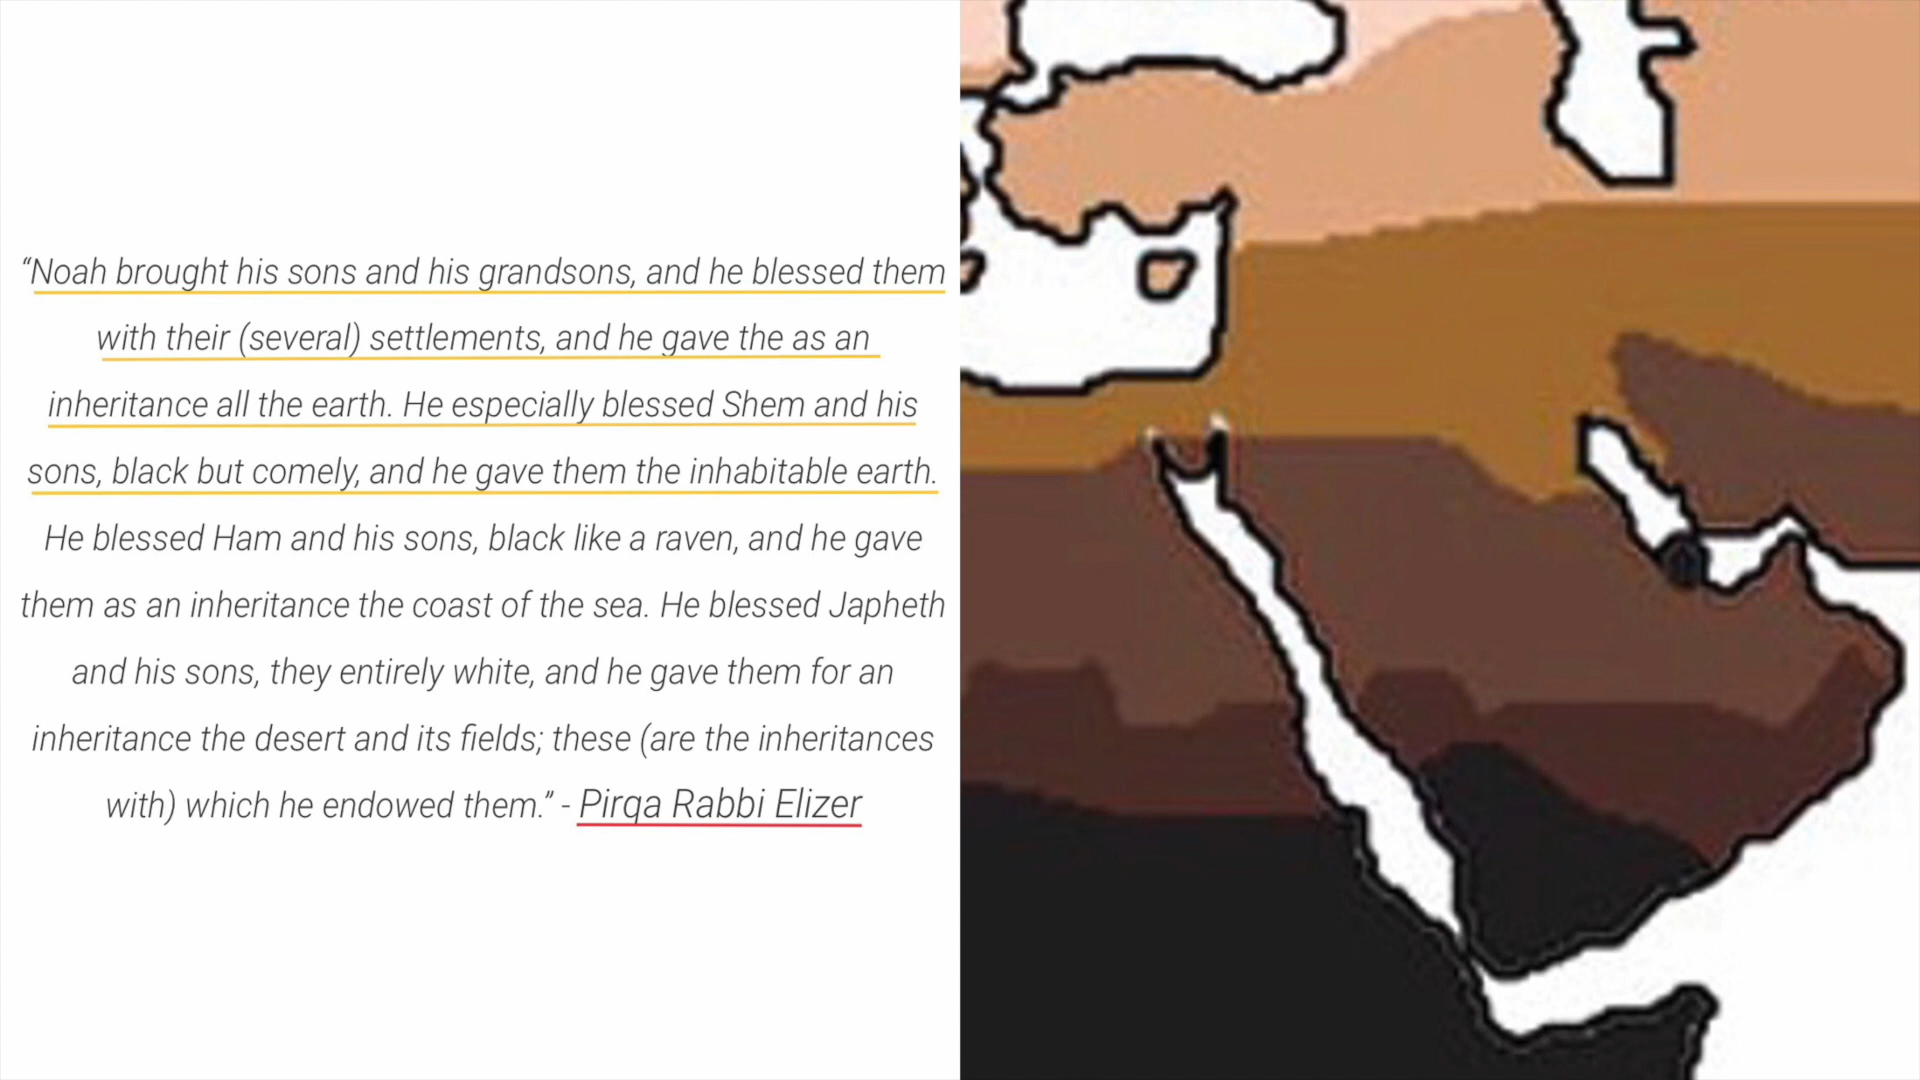 “Noah brought his sons and his grandsons, and he blessed them
with their (several) settlements, and he gave the as an
inheritance all the earth. He especially blessed Shem and his
sons, black but comely, and he gave them the inhabitable earth.
He blessed Ham and his sons, black like a raven, and he gave
them as an inheritance the coast of the sea. He blessed Japheth
and his sons, they entirely white, and he gave them for an
inheritance the desert and its fields; these (are the inheritances
with) which he endowed them.” - Pirqa Rabbi Elizer